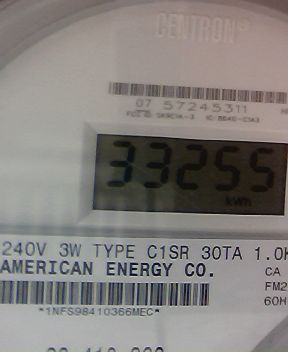 CENTRON®
07 57245311
33255
kWh
240V 3W TYPE C1SR 30TA 1.0K
AMERICAN ENERGY CO.
CA
FM2
60H
*1NFS98410366MEC*